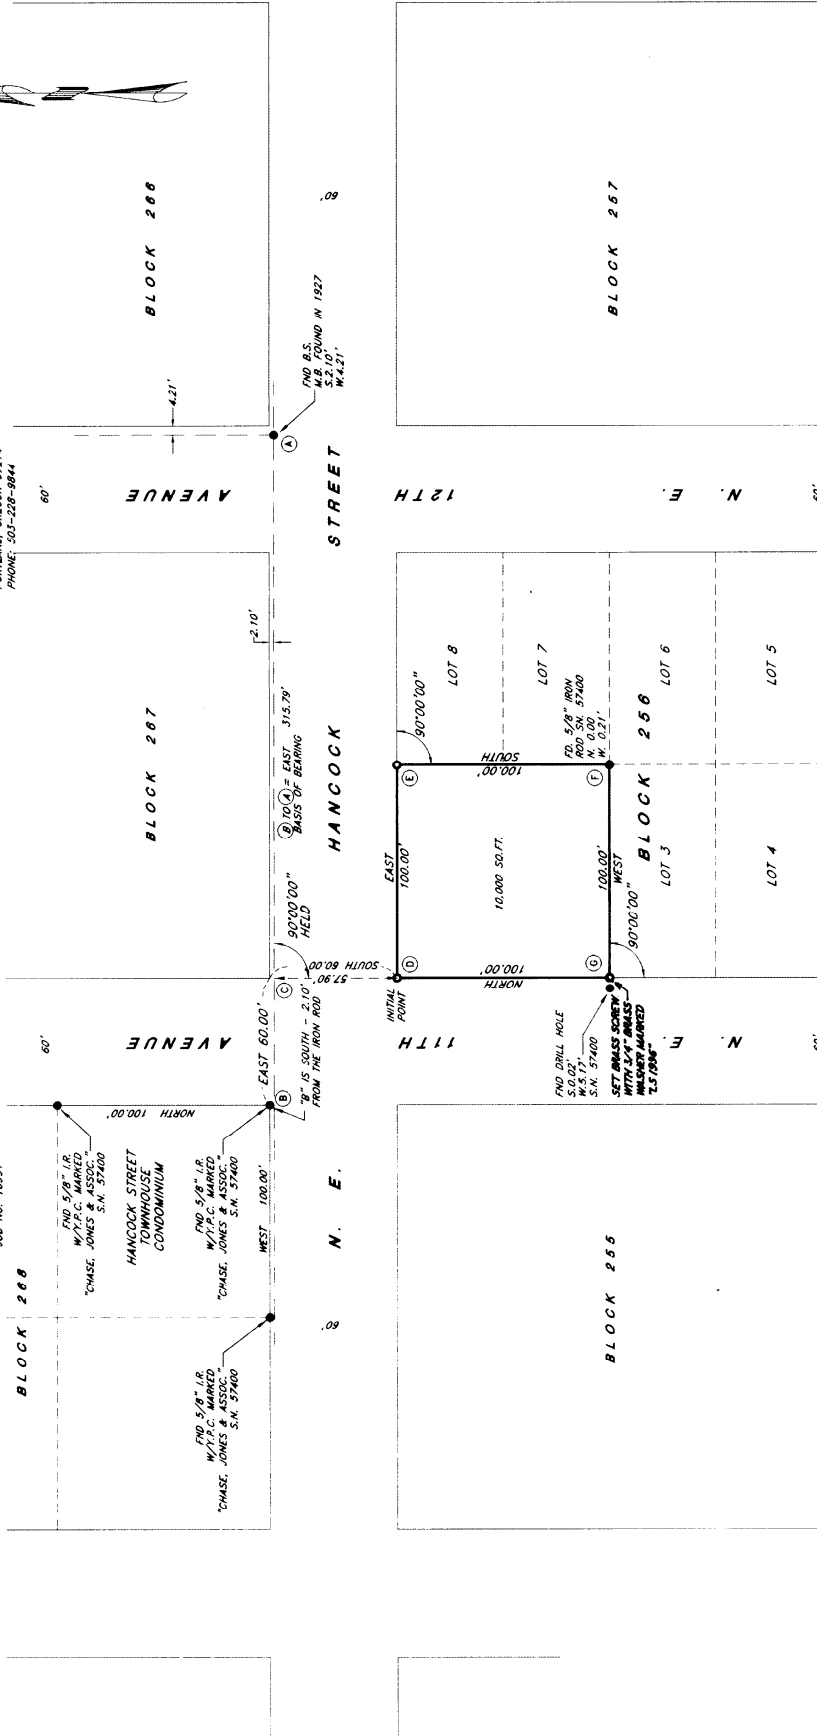 PHONE: 503-228-9844
BLOCK 268
BLOCK 267
BLOCK 266
60'
60'
AVENUE
AVENUE
4.21'
FND 5/8" I.R.
W/Y.P.C. MARKED
"CHASE, JONES & ASSOC."
S.N. 57400
NORTH 100.00'
HANCOCK STREET
TOWNHOUSE
CONDOMINIUM
FND 5/8" I.R.
W/Y.P.C. MARKED
"CHASE, JONES & ASSOC."
S.N. 57400
FND 5/8" I.R.
W/Y.P.C. MARKED
"CHASE, JONES & ASSOC."
S.N. 57400
WEST 100.00'
EAST 60.00'
B
C
2.10'
A
"B" IS SOUTH - 2.10'
FROM THE IRON ROD
90°00'00"
HELD
B TO A = EAST 315.79'
BASIS OF BEARING
FND B.S.
M.B. FOUND IN 1927
S.2.10'
W.4.21'
57.90'
SOUTH 60.00
60'
N. E. HANCOCK STREET
60'
INITIAL
POINT
D
EAST
100.00'
E
90°00'00"
11TH
12TH
NORTH
100.00'
10,000 SQ.FT.
SOUTH
100.00'
LOT 8
LOT 7
FD. 5/8" IRON
ROD SN. 57400
N. 0.00
W. 0.21'
FND DRILL HOLE
S.0.02'
W.5.17'
S.N. 57400
G
100.00'
WEST
F
SET BRASS SCREW
WITH 3/4" BRASS
WASHER MARKED
"LS 1936"
90°00'00"
BLOCK 255
BLOCK 256
BLOCK 257
LOT 3
LOT 6
N. E.
N. E.
LOT 4
LOT 5